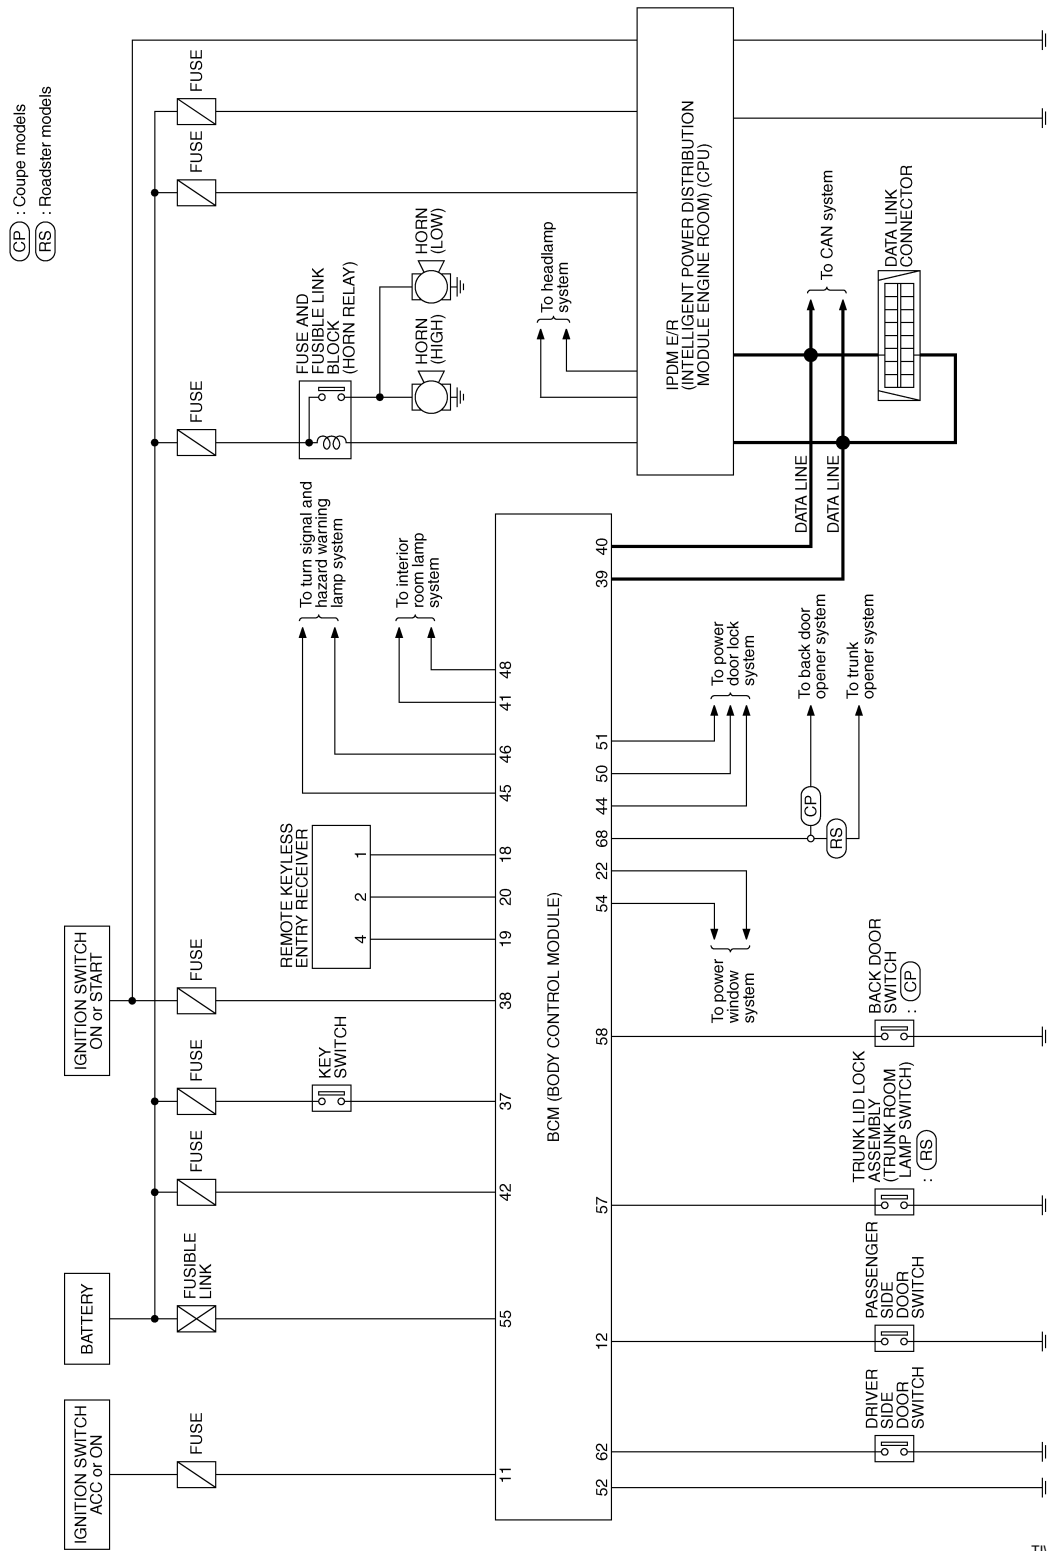 CP : Coupe models
RS : Roadster models
IGNITION SWITCH
ACC or ON
BATTERY
IGNITION SWITCH
ON or START
FUSE
FUSIBLE
LINK
FUSE
FUSE
FUSE
FUSE
FUSE
FUSE
KEY
SWITCH
REMOTE KEYLESS
ENTRY RECEIVER
4
2
1
To turn signal and
hazard warning
lamp system
To interior
room lamp
system
FUSE AND
FUSIBLE LINK
BLOCK
(HORN RELAY)
HORN
(HIGH)
HORN
(LOW)
To headlamp
system
11
55
42
37
38
19
20
18
45
46
41
48
BCM (BODY CONTROL MODULE)
IPDM E/R
(INTELLIGENT POWER DISTRIBUTION
MODULE ENGINE ROOM) (CPU)
52
62
12
57
58
54
22
68
44
50
51
39
40
To power
window
system
To power
door lock
system
CP
RS
To back door
opener system
To trunk
opener system
DATA LINE
DATA LINE
To CAN system
DATA LINK
CONNECTOR
DRIVER
SIDE
DOOR
SWITCH
PASSENGER
SIDE
DOOR
SWITCH
TRUNK LID LOCK
ASSEMBLY
(TRUNK ROOM
LAMP SWITCH)
: RS
BACK DOOR
SWITCH
: CP